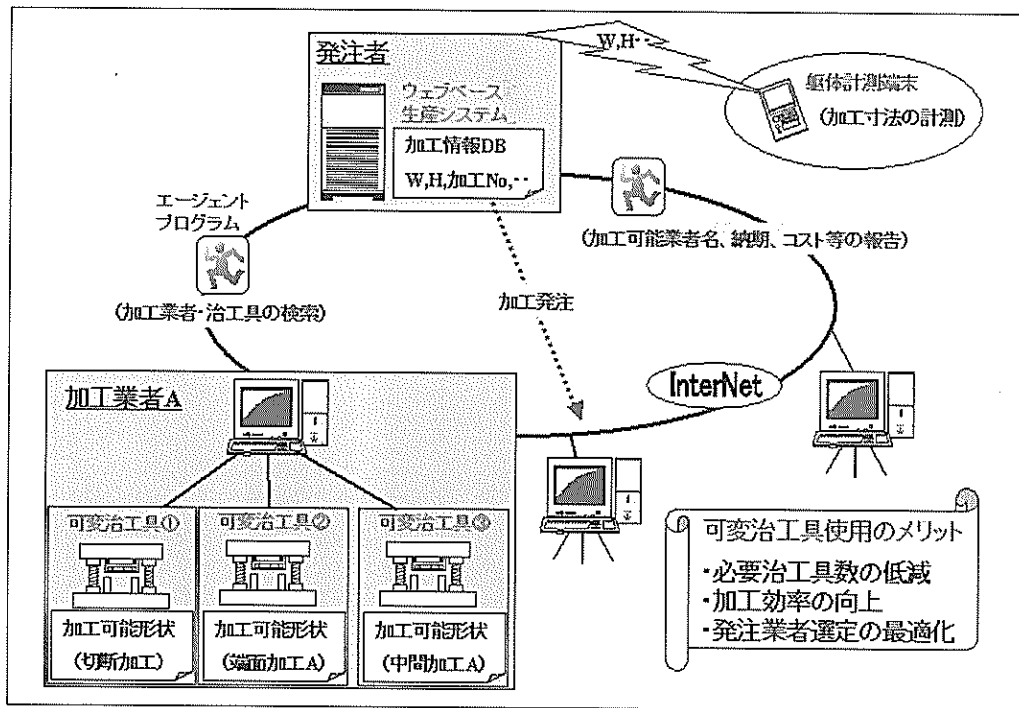 発注者
ウェブベース
生産システム
加工情報DB
W,H,加工No,‥
W,H‥
躯体計測端末
(加工寸法の計測)
エージェント
プログラム
(加工業者・治工具の検索)
(加工可能業者名、納期、コスト等の報告)
加工発注
InterNet
加工業者A
可変治工具①
可変治工具②
可変治工具③
加工可能形状
(切断加工)
加工可能形状
(端面加工A)
加工可能形状
(中間加工A)
可変治工具使用のメリット
・必要治工具数の低減
・加工効率の向上
・発注業者選定の最適化